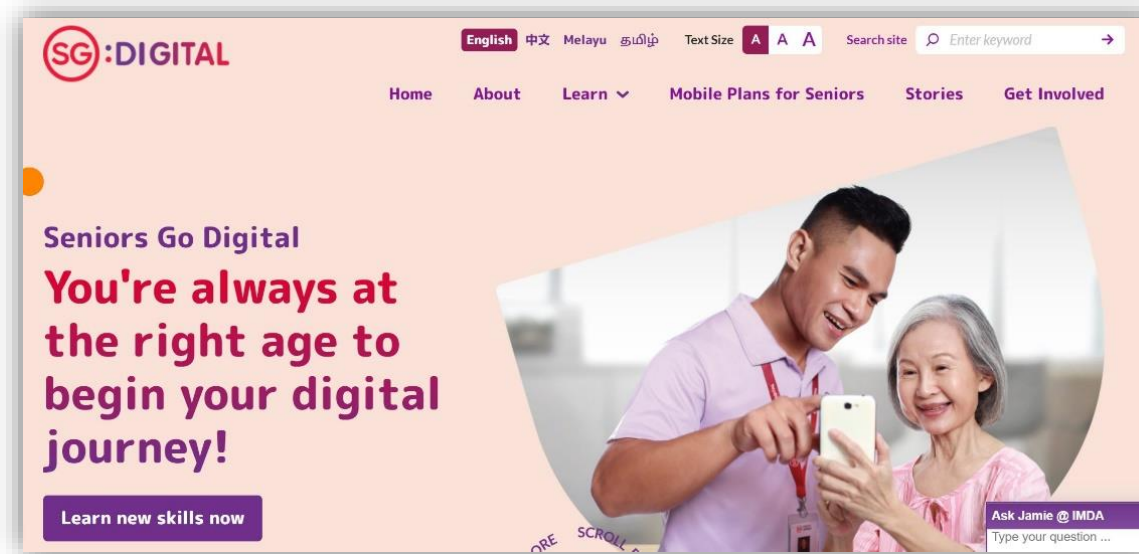 SG:DIGITAL
English 中文 Melayu தமிழ் Text Size A A A Search site Enter keyword
Home About Learn Mobile Plans for Seniors Stories Get Involved
Seniors Go Digital
You're always at
the right age to
begin your digital
journey!
Learn new skills now
ORE SCROLL
Ask Jamie @ IMDA
Type your question ...